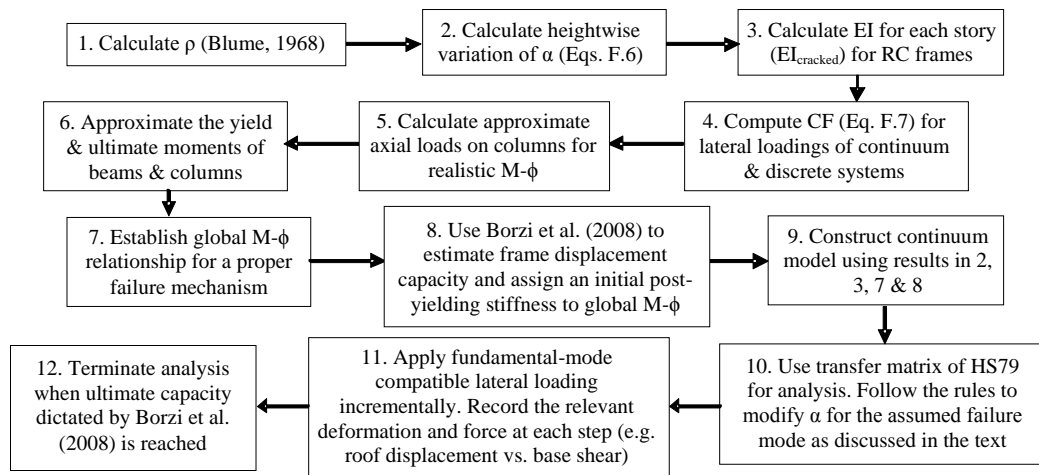 1. Calculate ρ (Blume, 1968)
2. Calculate heightwise
variation of α (Eqs. F.6)
3. Calculate EI for each story
(EIcracked) for RC frames
4. Compute CF (Eq. F.7) for
lateral loadings of continuum
& discrete systems
5. Calculate approximate
axial loads on columns for
realistic M-ϕ
6. Approximate the yield
& ultimate moments of
beams & columns
7. Establish global M-ϕ
relationship for a proper
failure mechanism
8. Use Borzi et al. (2008) to
estimate frame displacement
capacity and assign an initial post-
yielding stiffness to global M-ϕ
9. Construct continuum
model using results in 2,
3, 7 & 8
10. Use transfer matrix of HS79
for analysis. Follow the rules to
modify α for the assumed failure
mode as discussed in the text
11. Apply fundamental-mode
compatible lateral loading
incrementally. Record the relevant
deformation and force at each step (e.g.
roof displacement vs. base shear)
12. Terminate analysis
when ultimate capacity
dictated by Borzi et al.
(2008) is reached